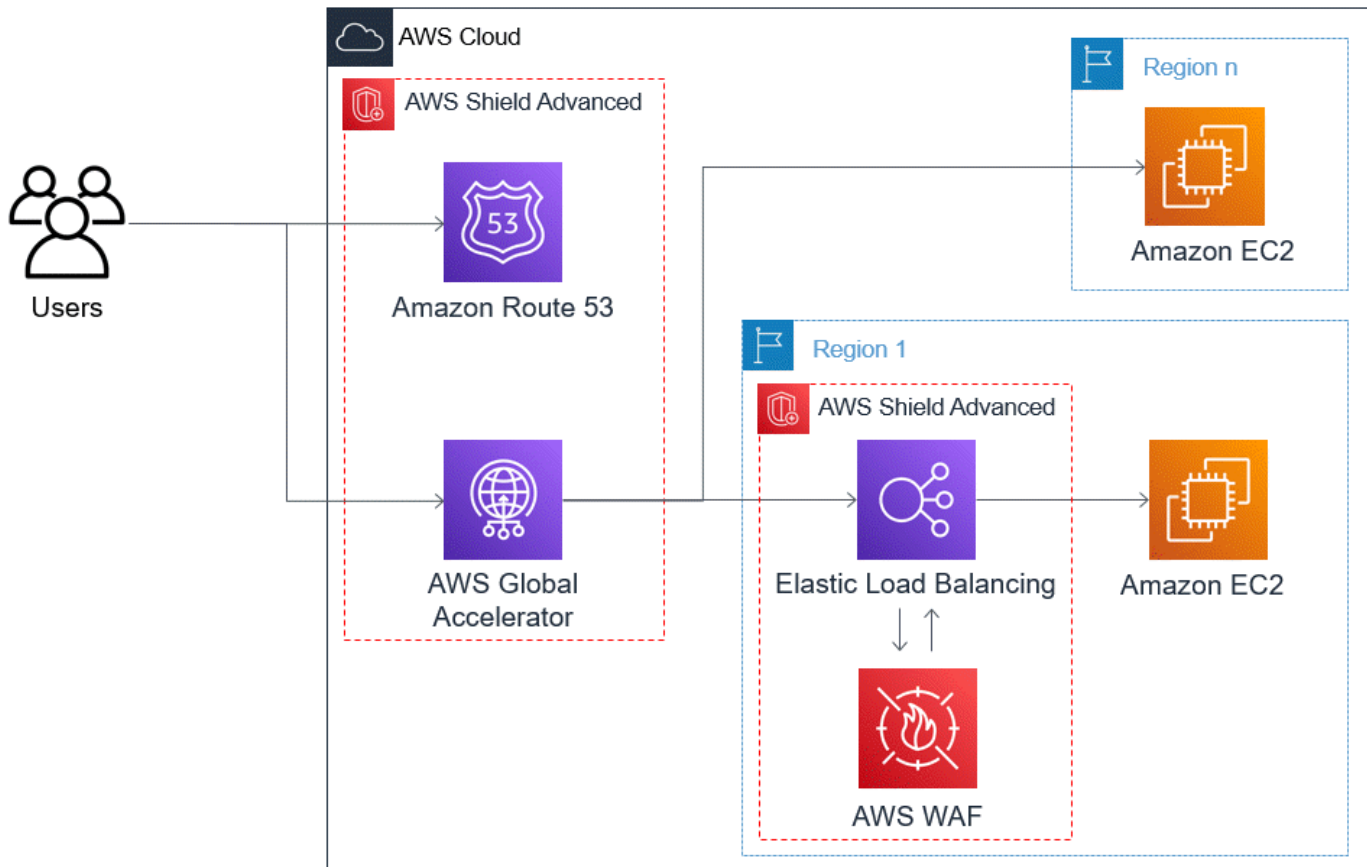 AWS Cloud
Region n
AWS Shield Advanced
53
Amazon EC2
Users
Amazon Route 53
Region 1
AWS Shield Advanced
AWS Global
Accelerator
Elastic Load Balancing
Amazon EC2
AWS WAF